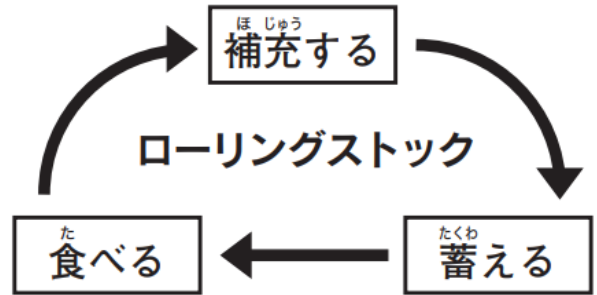 ほじゅう
補充する
ローリングストック
た
食べる
たくわ
蓄える